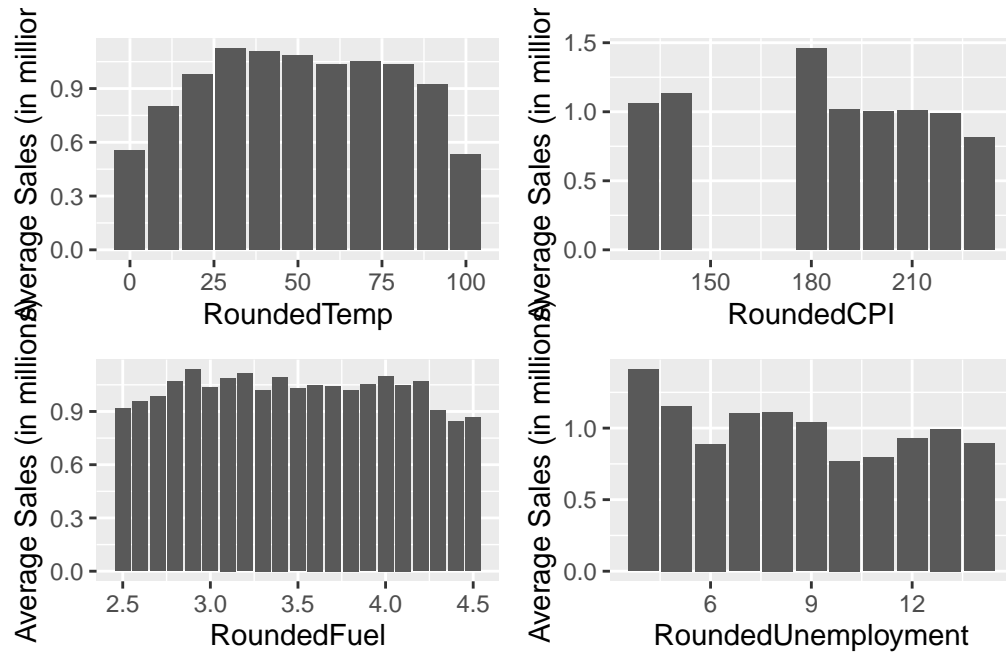 Average Sales (in million
0.9
0.6
0.3
0.0
0 25 50 75 100
RoundedTemp
Average Sales (in million
1.5
1.0
0.5
0.0
150 180 210
RoundedCPI
Average Sales (in millions)
0.9
0.6
0.3
0.0
2.5 3.0 3.5 4.0 4.5
RoundedFuel
Average Sales (in millions)
1.0
0.5
0.0
6 9 12
RoundedUnemployment